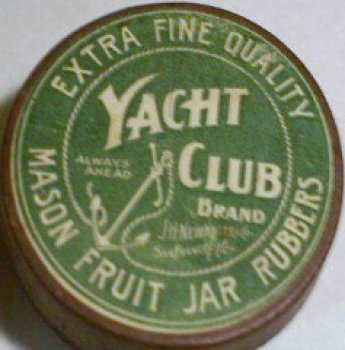 EXTRA FINE QUALITY
YACHT
CLUB
BRAND
ALWAYS
AHEAD
MASON FRUIT JAR RUBBERS